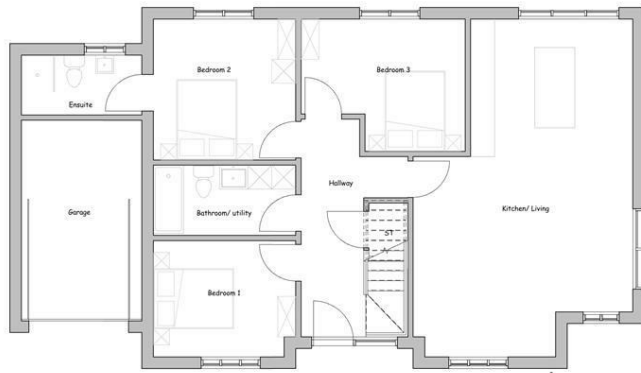 Bedroom 2
Bedroom 3
Ensuite
Hallway
Garage
Bathroom/ utility
Kitchen/ Living
ST
Bedroom 1